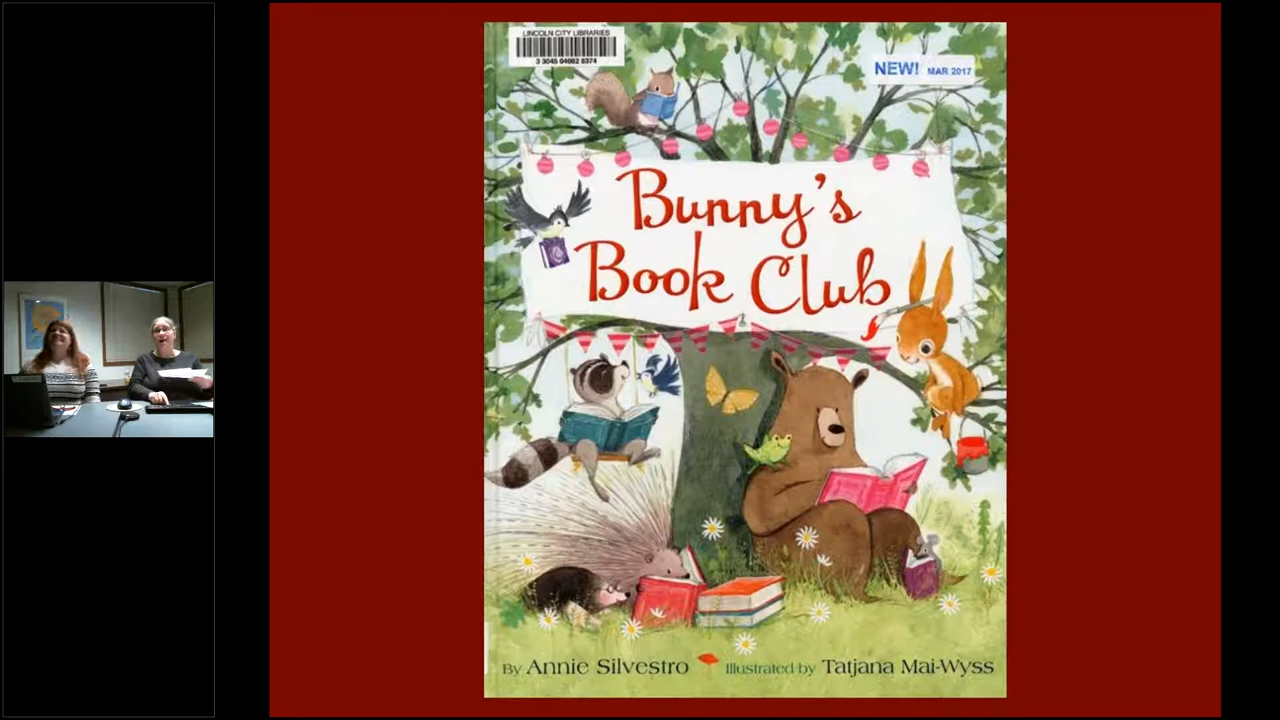 LINCOLN CITY LIBRARIES
3 3045 04082 8374
NEW! MAR 2017
Bunny's
Book Club
By Annie Silvestro
Illustrated by Tatjana Mai-Wyss